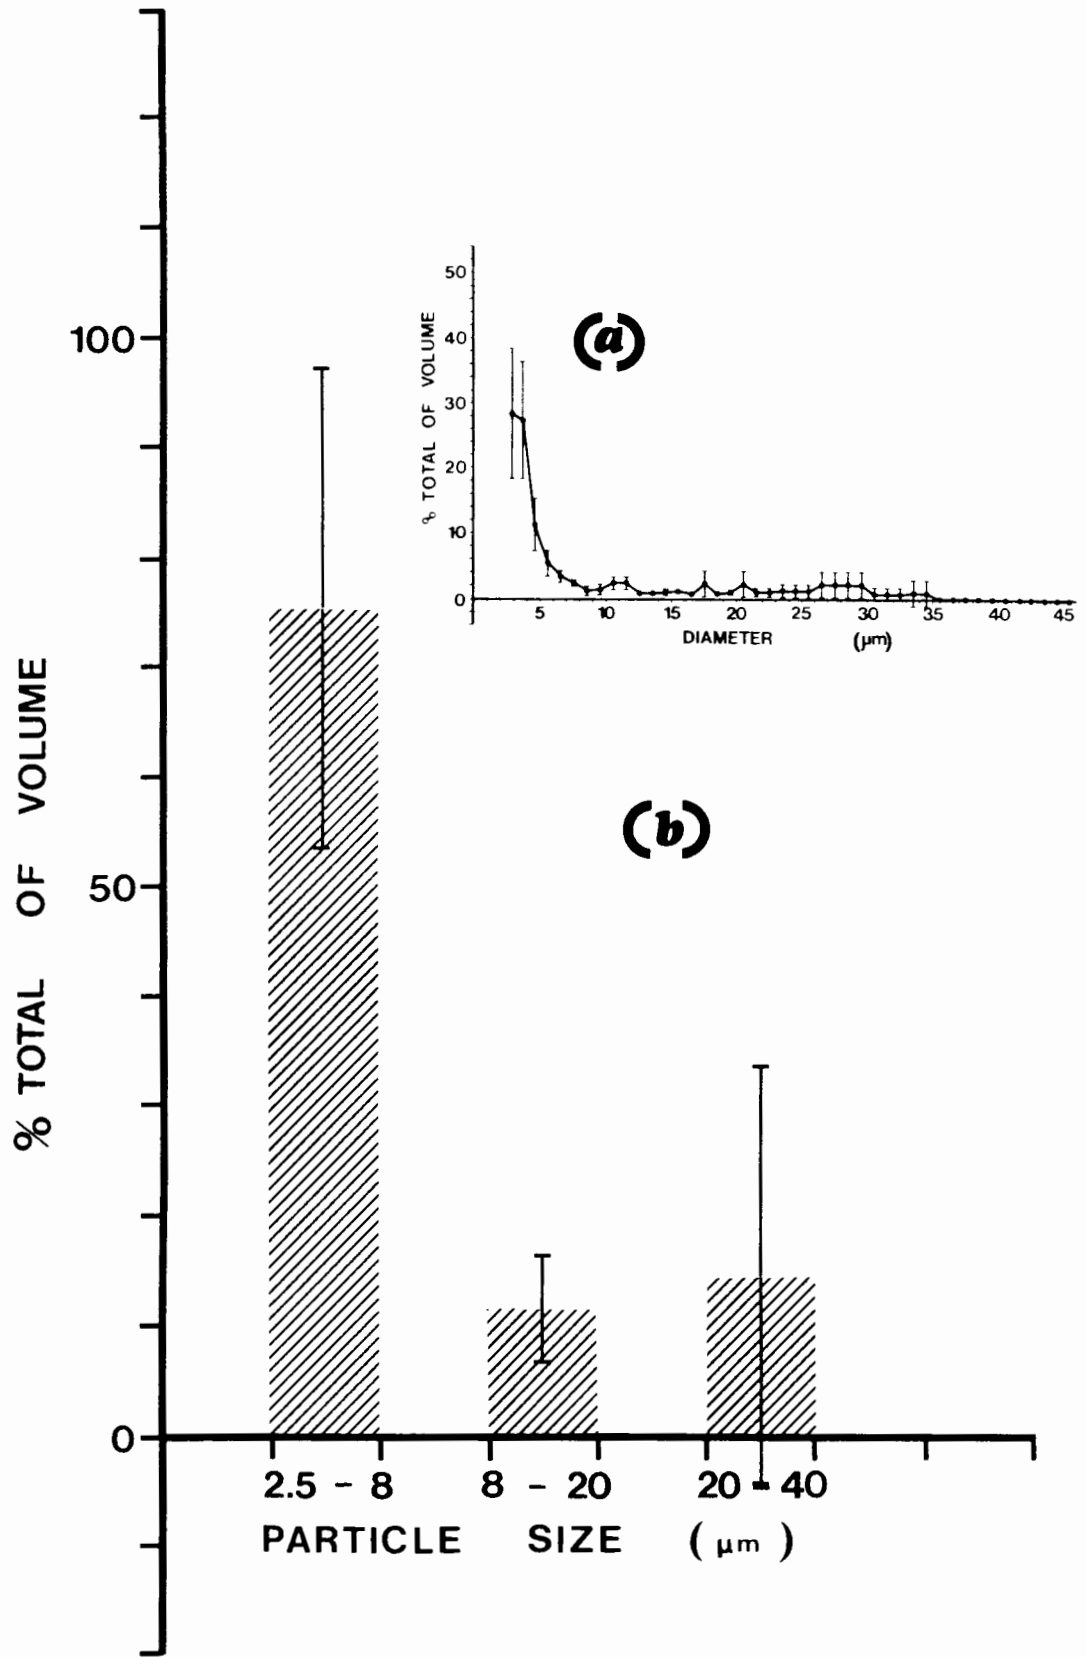 100
50
0
% TOTAL OF VOLUME
2.5 - 8 8 - 20 20 - 40
PARTICLE SIZE ( µm )
(a)
50
40
30
20
10
0
% TOTAL OF VOLUME
5 10 15 20 25 30 35 40 45
DIAMETER (µm)
(b)